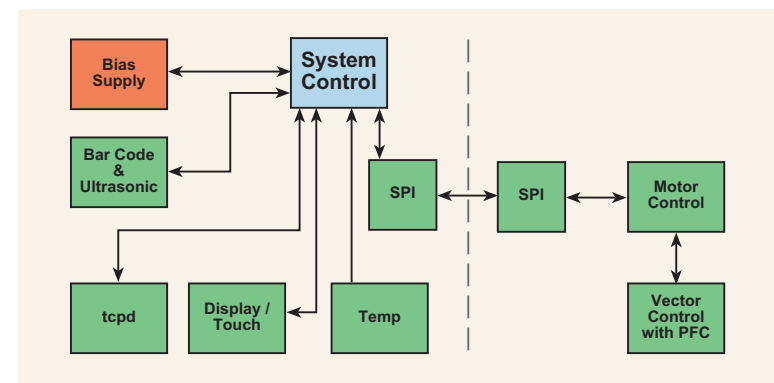 Bias
Supply
System
Control
Bar Code
&
Ultrasonic
SPI
SPI
Motor
Control
tcpd
Display /
Touch
Temp
Vector
Control
with PFC